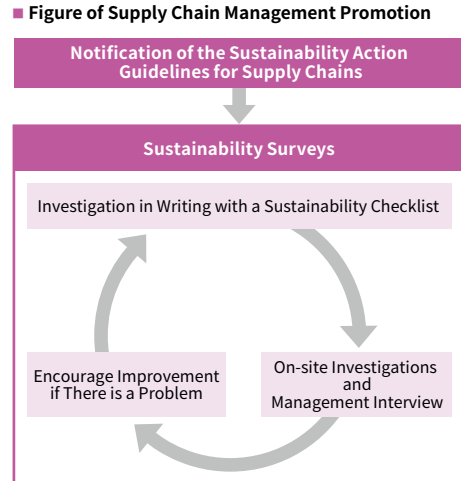 ■ Figure of Supply Chain Management Promotion
Notification of the Sustainability Action
Guidelines for Supply Chains
Sustainability Surveys
Investigation in Writing with a Sustainability Checklist
On-site Investigations
and
Management Interview
Encourage Improvement
if There is a Problem